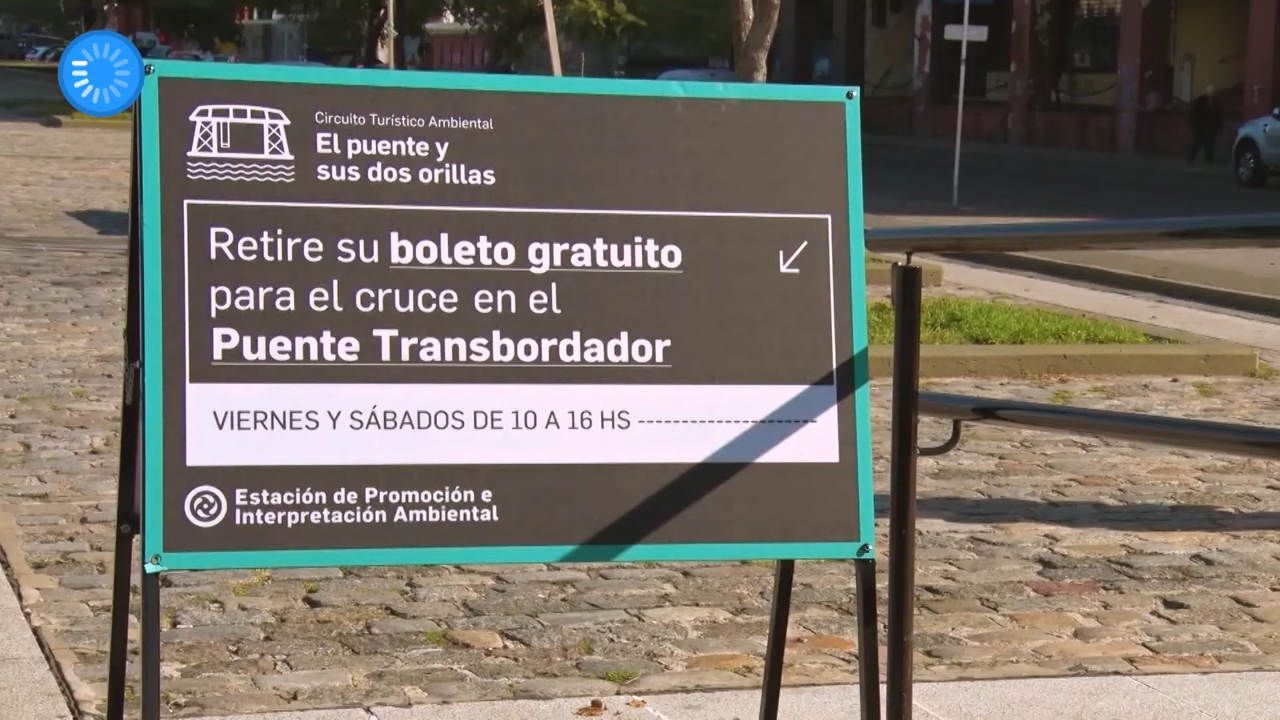 Circuito Turístico Ambiental
El puente y
sus dos orillas
Retire su boleto gratuito
para el cruce en el
Puente Transbordador
VIERNES Y SÁBADOS DE 10 A 16 HS ---------------------
Estación de Promoción e
Interpretación Ambiental